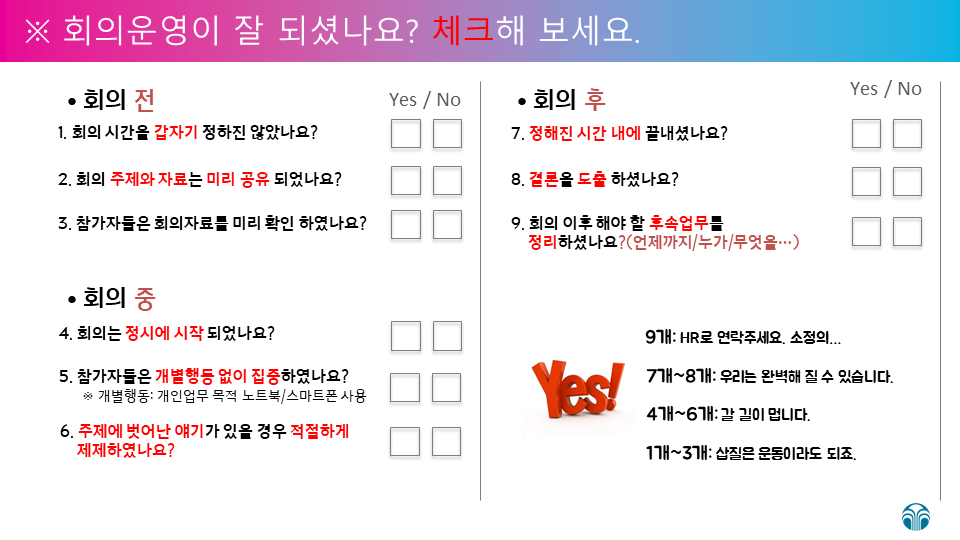 ※ 회의운영이 잘 되셨나요? 체크해 보세요.
• 회의 전
Yes / No
1. 회의 시간을 갑자기 정하진 않았나요?
2. 회의 주제와 자료는 미리 공유 되었나요?
3. 참가자들은 회의자료를 미리 확인 하였나요?
• 회의 중
4. 회의는 정시에 시작 되었나요?
5. 참가자들은 개별행동 없이 집중하였나요?
※ 개별행동: 개인업무 목적 노트북/스마트폰 사용
6. 주제에 벗어난 얘기가 있을 경우 적절하게
제제하였나요?
• 회의 후
Yes / No
7. 정해진 시간 내에 끝내셨나요?
8. 결론을 도출 하셨나요?
9. 회의 이후 해야 할 후속업무를
정리하셨나요?(언제까지/누가/무엇을…)
Yes!
9개: HR로 연락주세요. 소정의...
7개~8개: 우리는 완벽해 질 수 있습니다.
4개~6개: 갈 길이 멉니다.
1개~3개: 삽질은 운동이라도 되죠.